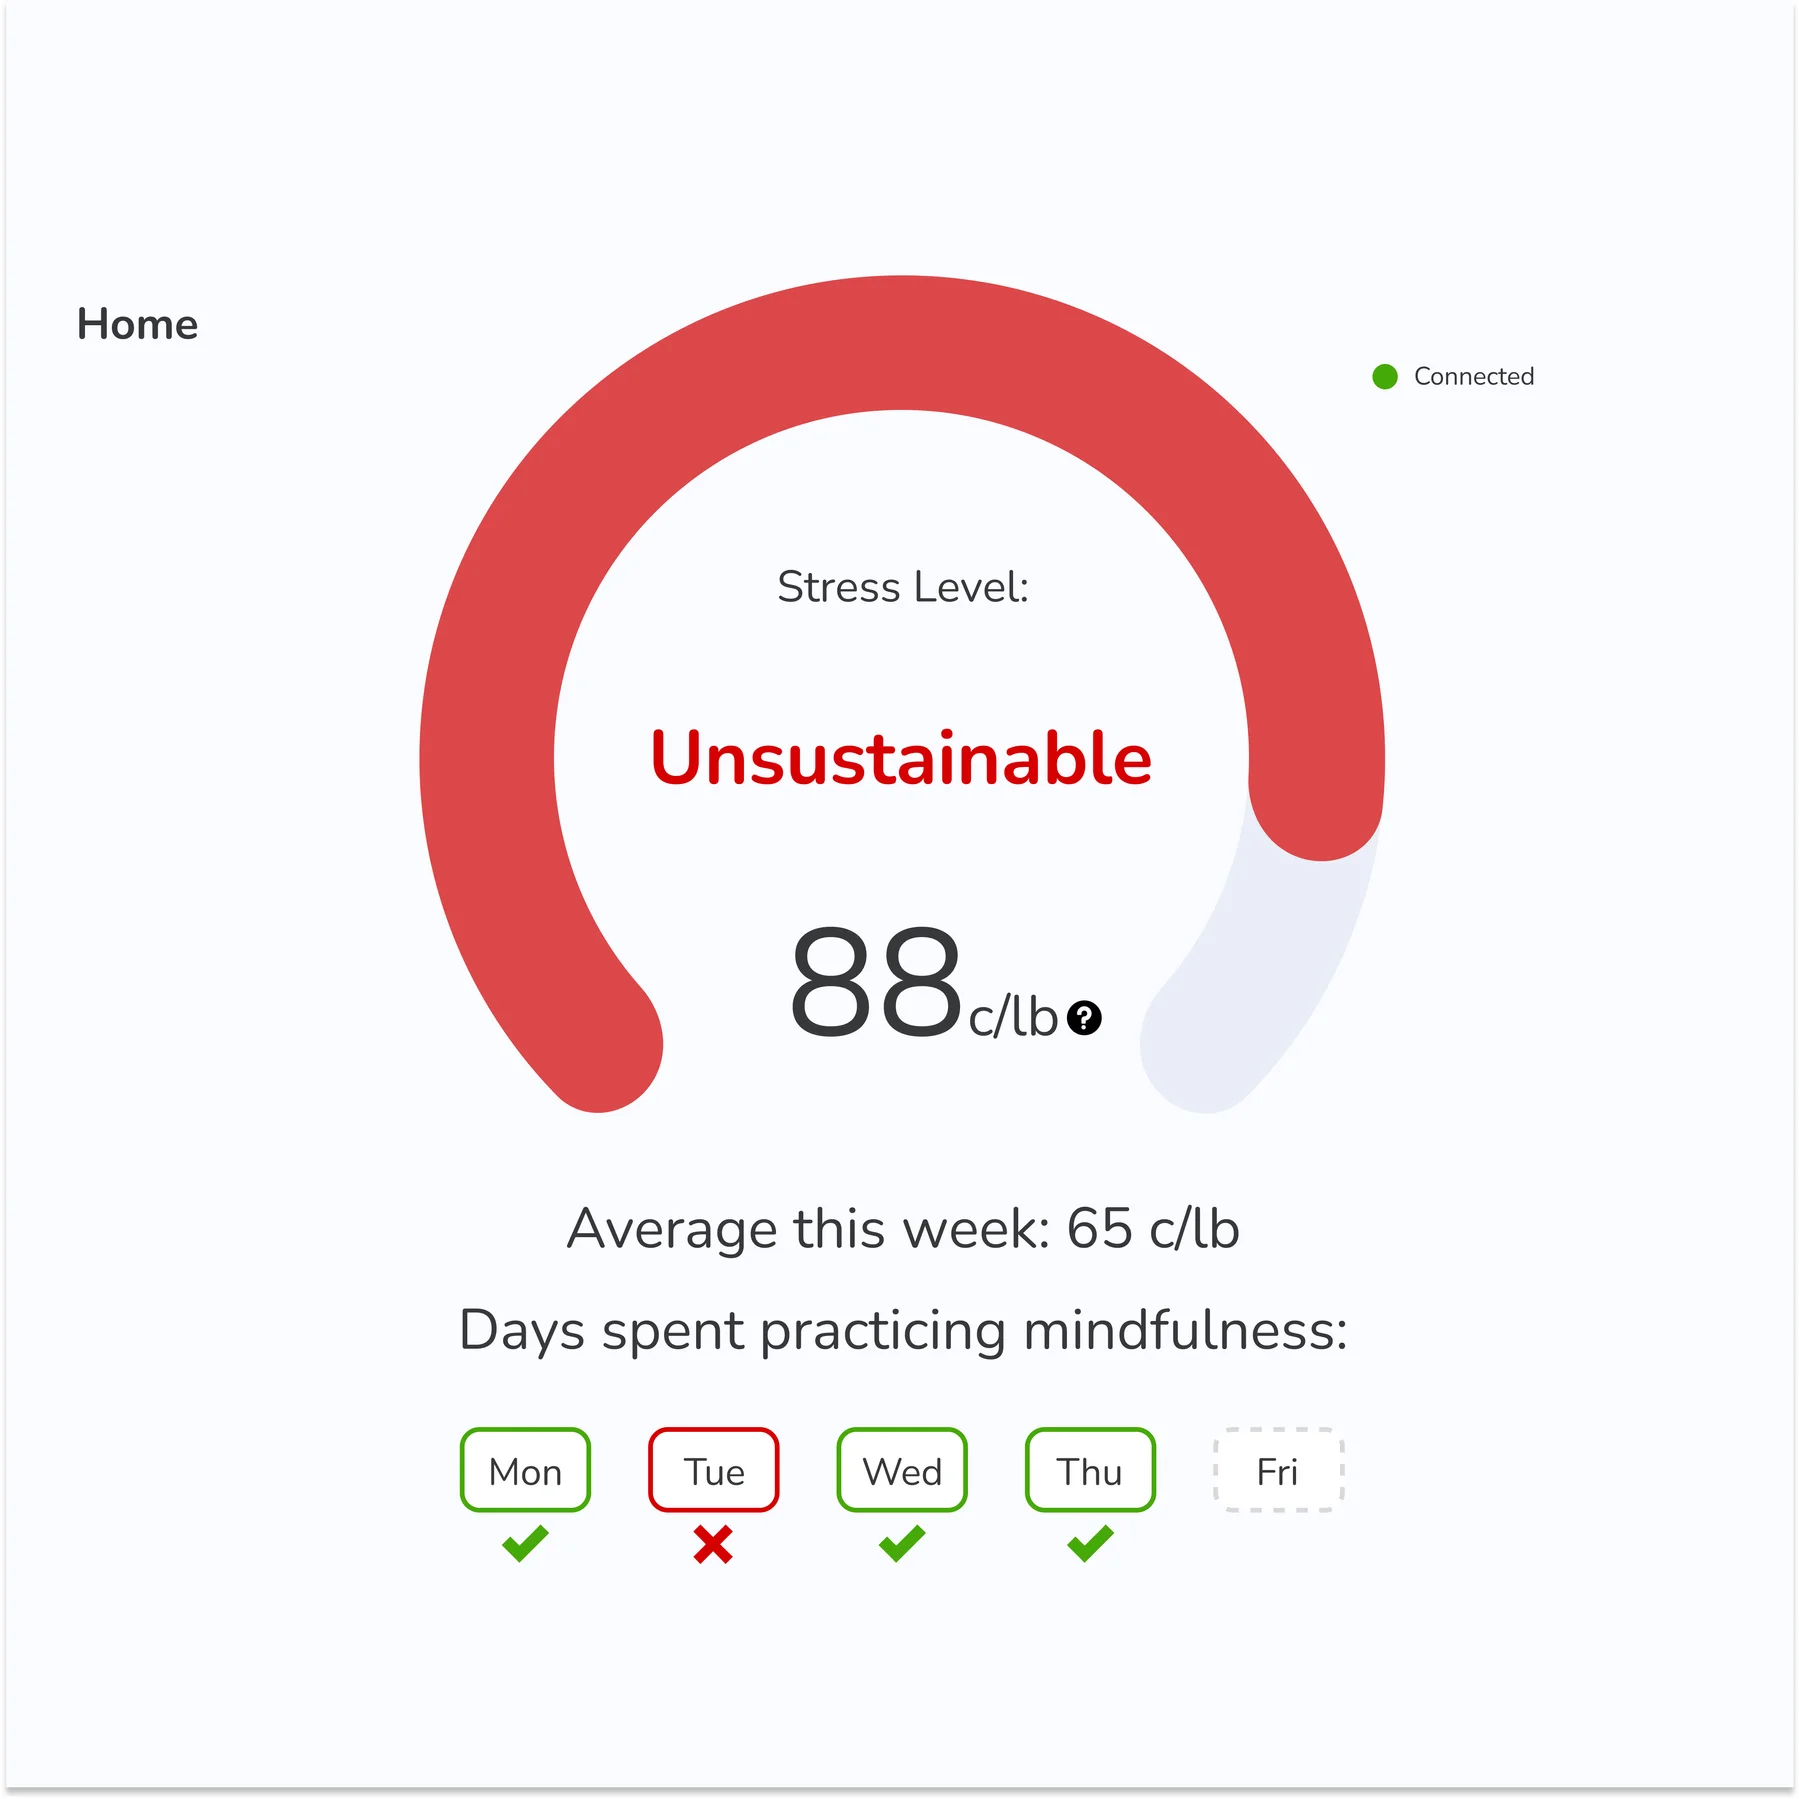 Home
Connected
Stress Level:
Unsustainable
88 c/lb ?
Average this week: 65 c/lb
Days spent practicing mindfulness:
Mon Tue Wed Thu Fri